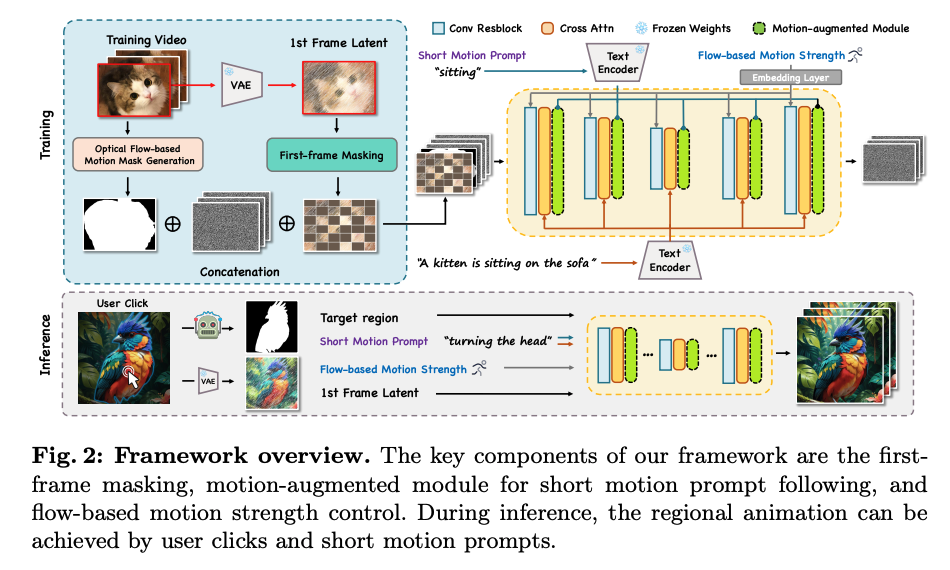 Training
Training Video
1st Frame Latent
VAE
Optical Flow-based
Motion Mask Generation
First-frame Masking
Concatenation
Conv Resblock
Cross Attn
Frozen Weights
Motion-augmented Module
Short Motion Prompt
"sitting"
Text
Encoder
Flow-based Motion Strength
Embedding Layer
"A kitten is sitting on the sofa"
Text
Encoder
Inference
User Click
VAE
Target region
Short Motion Prompt "turning the head"
Flow-based Motion Strength
1st Frame Latent
Fig. 2: Framework overview. The key components of our framework are the first-
frame masking, motion-augmented module for short motion prompt following, and
flow-based motion strength control. During inference, the regional animation can be
achieved by user clicks and short motion prompts.